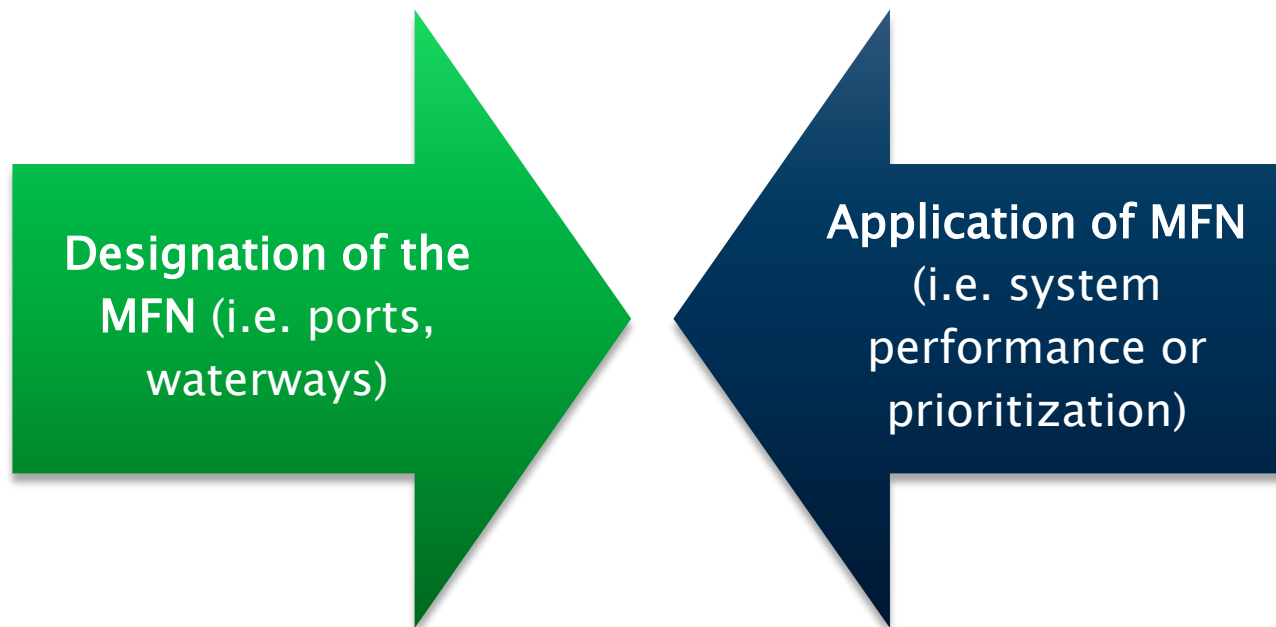 Designation of the
MFN (i.e. ports,
waterways)
Application of MFN
(i.e. system
performance or
prioritization)